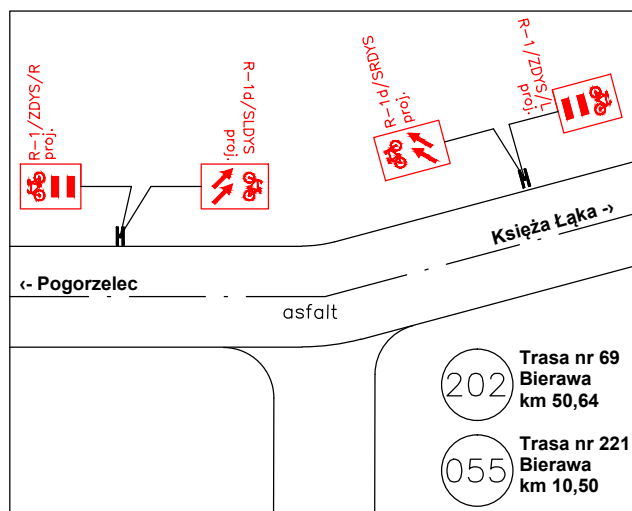 R-1/ZDYS/R
proj.
R-1d/SLDYS
proj.
R-1d/SRDYS
proj.
R-1/ZDYS/L
proj.
‹- Pogorzelec
Księża Łąka -›
asfalt
202
Trasa nr 69
Bierawa
km 50,64
055
Trasa nr 221
Bierawa
km 10,50